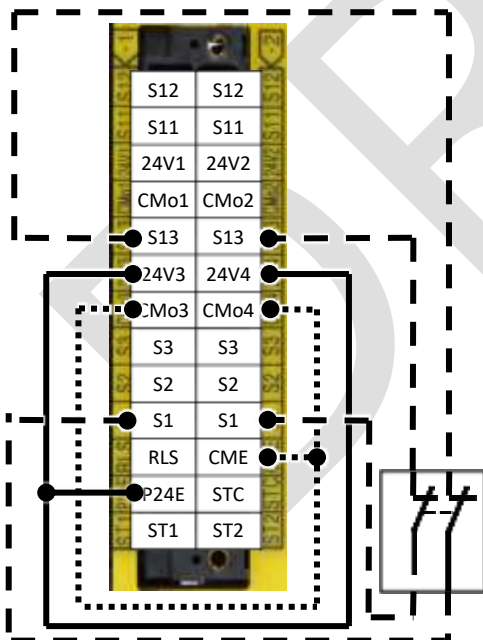 S12 S12
S11 S11
24V1 24V2
CMo1 CMo2
S13 S13
24V3 24V4
CMo3 CMo4
S3 S3
S2 S2
S1 S1
RLS CME
P24E STC
ST1 ST2